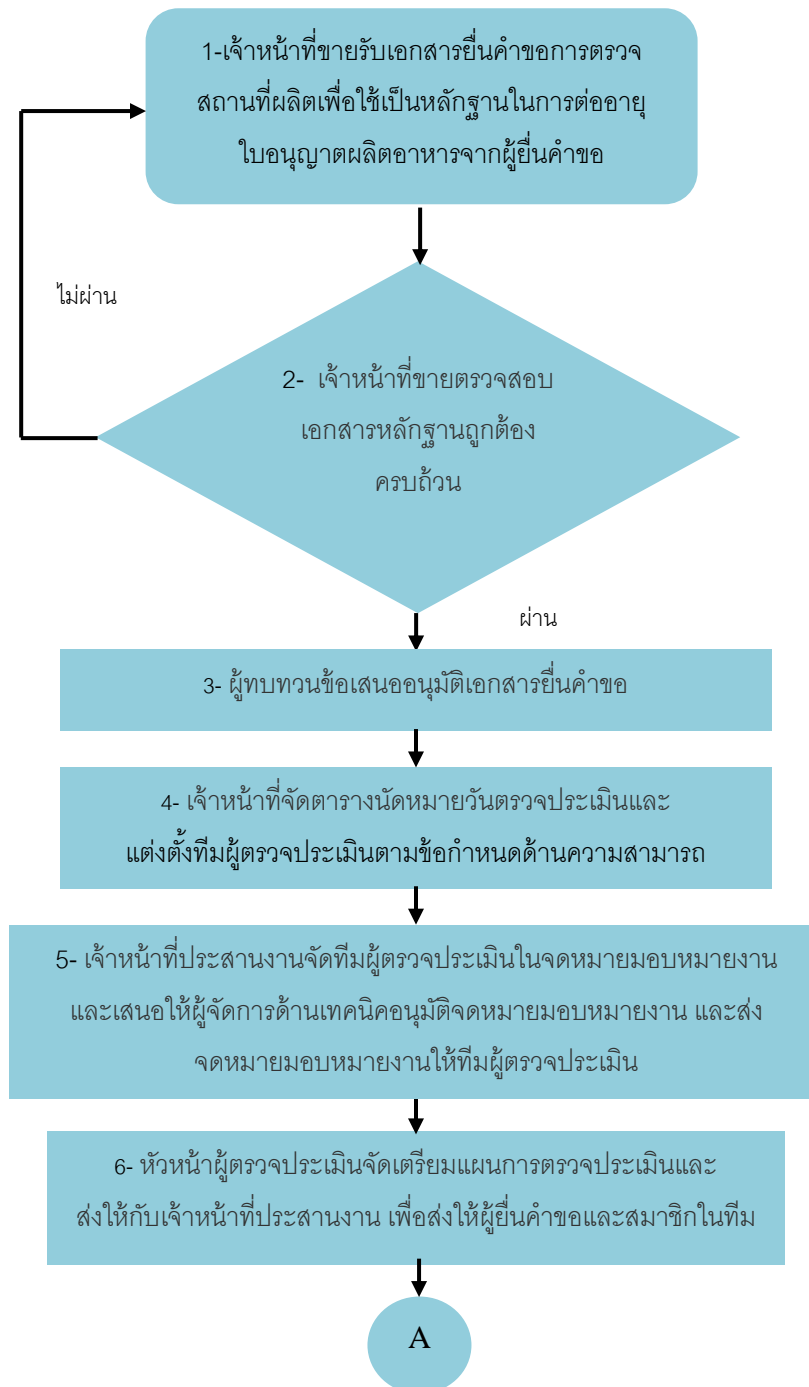 1-เจ้าหน้าที่ขายรับเอกสารยื่นคำขอการตรวจ
สถานที่ผลิตเพื่อใช้เป็นหลักฐานในการต่ออายุ
ใบอนุญาตผลิตอาหารจากผู้ยื่นคำขอ
ไม่ผ่าน
2- เจ้าหน้าที่ขายตรวจสอบ
เอกสารหลักฐานถูกต้อง
ครบถ้วน
ผ่าน
3- ผู้ทบทวนข้อเสนออนุมัติเอกสารยื่นคำขอ
4- เจ้าหน้าที่จัดตารางนัดหมายวันตรวจประเมินและ
แต่งตั้งทีมผู้ตรวจประเมินตามข้อกำหนดด้านความสามารถ
5- เจ้าหน้าที่ประสานงานจัดทีมผู้ตรวจประเมินในจดหมายมอบหมายงาน
และเสนอให้ผู้จัดการด้านเทคนิคอนุมัติจดหมายมอบหมายงาน และส่ง
จดหมายมอบหมายงานให้ทีมผู้ตรวจประเมิน
6- หัวหน้าผู้ตรวจประเมินจัดเตรียมแผนการตรวจประเมินและ
ส่งให้กับเจ้าหน้าที่ประสานงาน เพื่อส่งให้ผู้ยื่นคำขอและสมาชิกในทีม
A